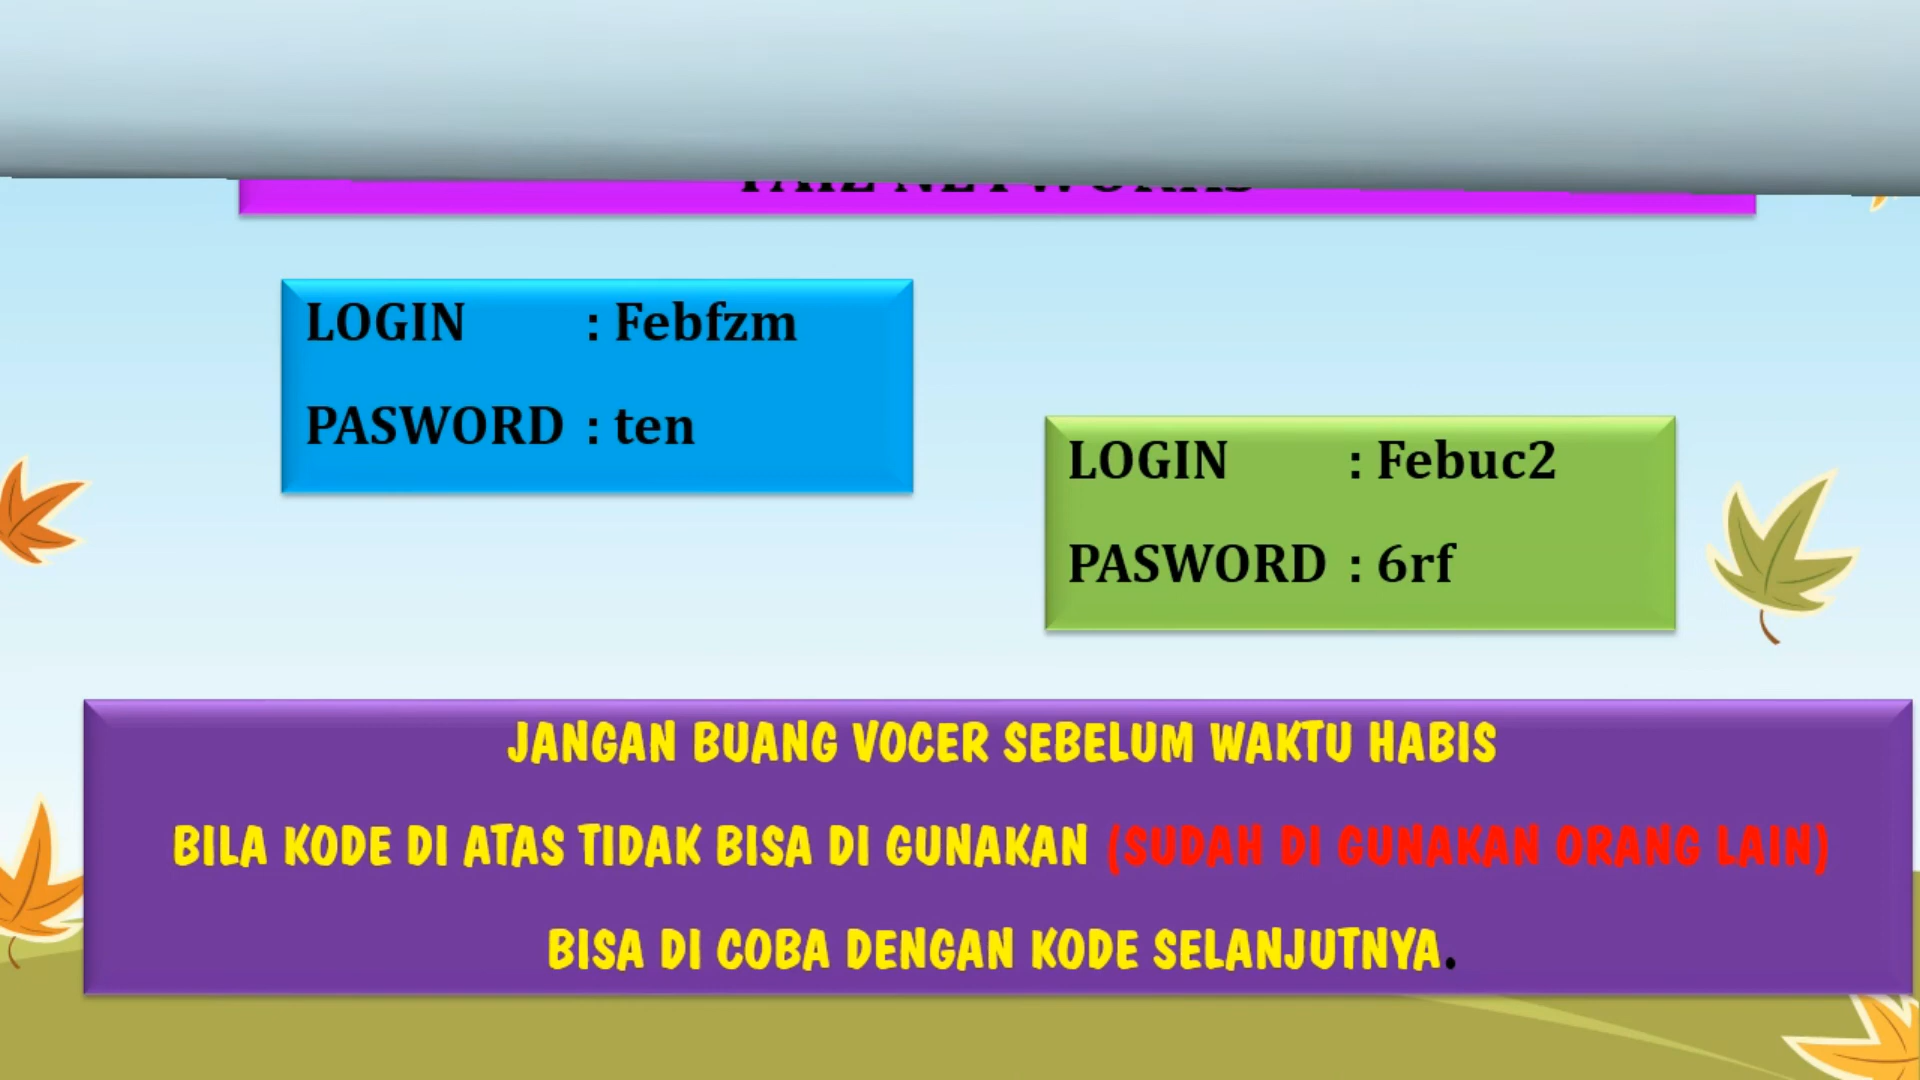 LOGIN : Febfzm
PASWORD : ten
LOGIN : Febuc2
PASWORD : 6rf
JANGAN BUANG VOCER SEBELUM WAKTU HABIS
BILA KODE DI ATAS TIDAK BISA DI GUNAKAN (SUDAH DI GUNAKAN ORANG LAIN)
BISA DI COBA DENGAN KODE SELANJUTNYA.